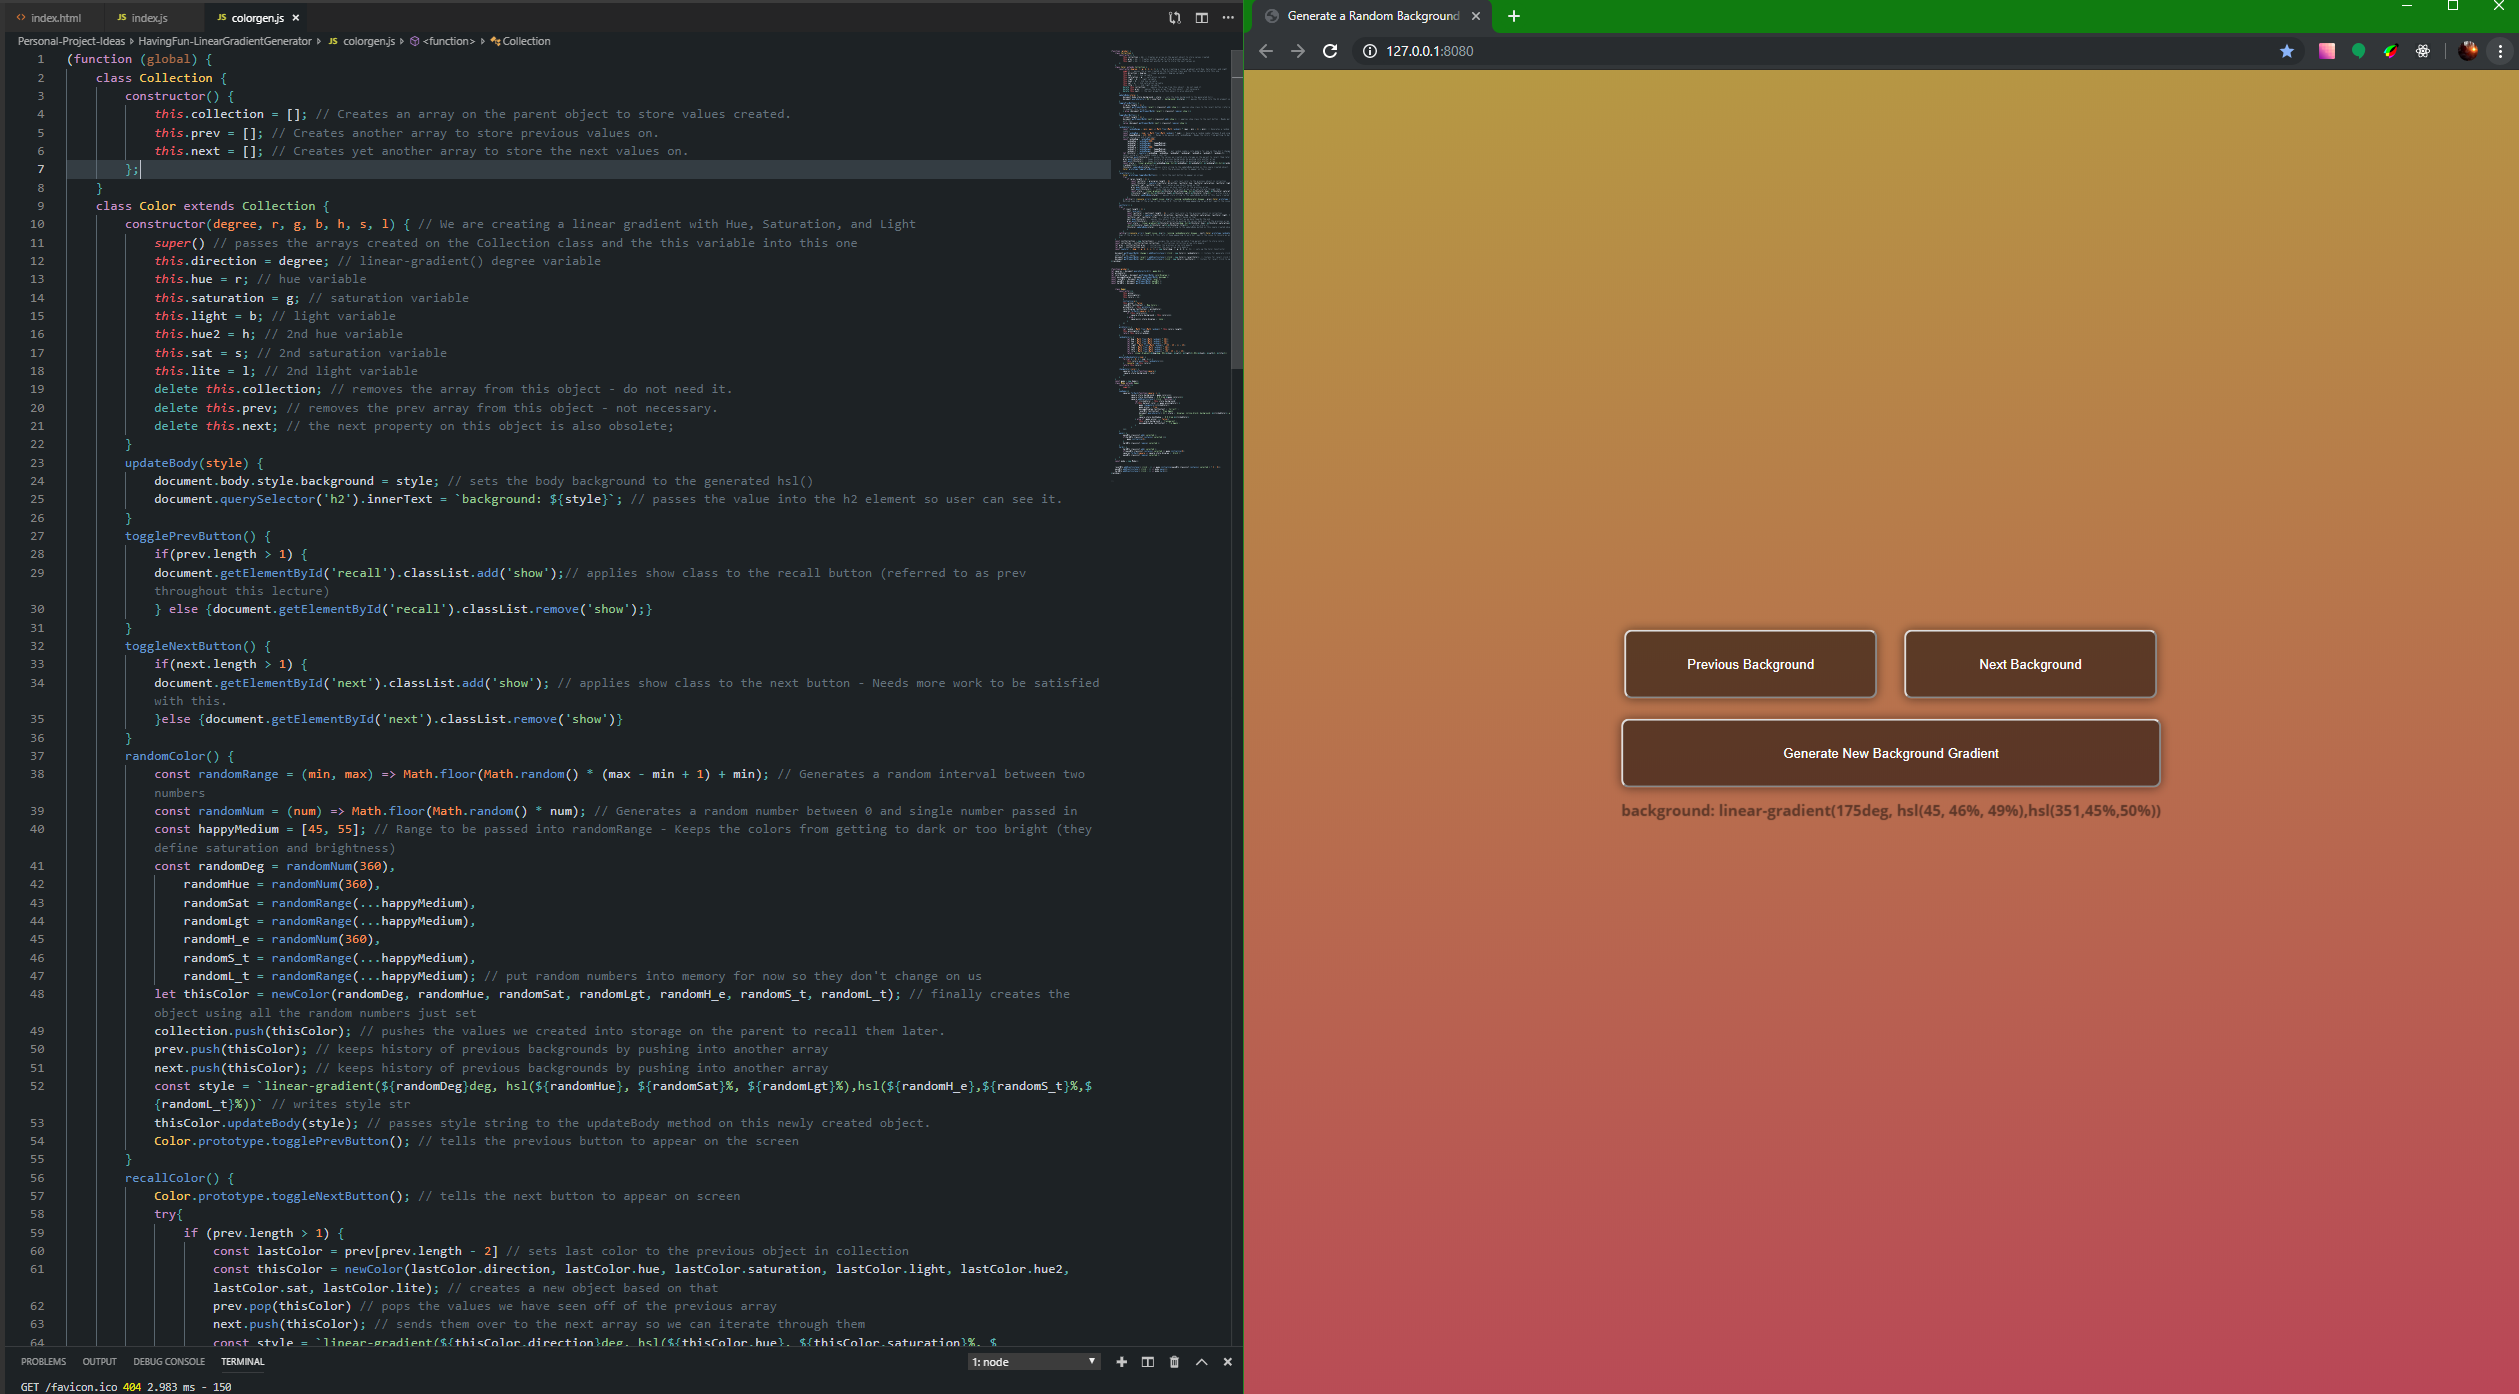 index.html
JS index.js
JS colorgen.js ×
Personal-Project-Ideas › HavingFun-LinearGradientGenerator › JS colorgen.js › <function> › Collection
1 (function (global) {
2 class Collection {
3 constructor() {
4 this.collection = []; // Creates an array on the parent object to store values created.
5 this.prev = []; // Creates another array to store previous values on.
6 this.next = []; // Creates yet another array to store the next values on.
7 };
8 }
9 class Color extends Collection {
10 constructor(degree, r, g, b, h, s, l) { // We are creating a linear gradient with Hue, Saturation, and Light
11 super() // passes the arrays created on the Collection class and the this variable into this one
12 this.direction = degree; // linear-gradient() degree variable
13 this.hue = r; // hue variable
14 this.saturation = g; // saturation variable
15 this.light = b; // light variable
16 this.hue2 = h; // 2nd hue variable
17 this.sat = s; // 2nd saturation variable
18 this.lite = l; // 2nd light variable
19 delete this.collection; // removes the array from this object - do not need it.
20 delete this.prev; // removes the prev array from this object - not necessary.
21 delete this.next; // the next property on this object is also obsolete;
22 }
23 updateBody(style) {
24 document.body.style.background = style; // sets the body background to the generated hsl()
25 document.querySelector('h2').innerText = `background: ${style}`; // passes the value into the h2 element so user can see it.
26 }
27 togglePrevButton() {
28 if(prev.length > 1) {
29 document.getElementById('recall').classList.add('show');// applies show class to the recall button (referred to as prev
throughout this lecture)
30 } else {document.getElementById('recall').classList.remove('show');}
31 }
32 toggleNextButton() {
33 if(next.length > 1) {
34 document.getElementById('next').classList.add('show'); // applies show class to the next button - Needs more work to be satisfied
with this.
35 }else {document.getElementById('next').classList.remove('show')}
36 }
37 randomColor() {
38 const randomRange = (min, max) => Math.floor(Math.random() * (max - min + 1) + min); // Generates a random interval between two
numbers
39 const randomNum = (num) => Math.floor(Math.random() * num); // Generates a random number between 0 and single number passed in
40 const happyMedium = [45, 55]; // Range to be passed into randomRange - Keeps the colors from getting to dark or too bright (they
define saturation and brightness)
41 const randomDeg = randomNum(360),
42 randomHue = randomNum(360),
43 randomSat = randomRange(...happyMedium),
44 randomLgt = randomRange(...happyMedium),
45 randomH_e = randomNum(360),
46 randomS_t = randomRange(...happyMedium),
47 randomL_t = randomRange(...happyMedium); // put random numbers into memory for now so they don't change on us
48 let thisColor = newColor(randomDeg, randomHue, randomSat, randomLgt, randomH_e, randomS_t, randomL_t); // finally creates the
object using all the random numbers just set
49 collection.push(thisColor); // pushes the values we created into storage on the parent to recall them later.
50 prev.push(thisColor); // keeps history of previous backgrounds by pushing into another array
51 next.push(thisColor); // keeps history of previous backgrounds by pushing into another array
52 const style = `linear-gradient(${randomDeg}deg, hsl(${randomHue}, ${randomSat}%, ${randomLgt}%),hsl(${randomH_e},${randomS_t}%,$
{randomL_t}%))` // writes style str
53 thisColor.updateBody(style); // passes style string to the updateBody method on this newly created object.
54 Color.prototype.togglePrevButton(); // tells the previous button to appear on the screen
55 }
56 recallColor() {
57 Color.prototype.toggleNextButton(); // tells the next button to appear on screen
58 try{
59 if (prev.length > 1) {
60 const lastColor = prev[prev.length - 2] // sets last color to the previous object in collection
61 const thisColor = newColor(lastColor.direction, lastColor.hue, lastColor.saturation, lastColor.light, lastColor.hue2,
lastColor.sat, lastColor.lite); // creates a new object based on that
62 prev.pop(thisColor) // pops the values we have seen off of the previous array
63 next.push(thisColor); // sends them over to the next array so we can iterate through them
64 const style = `linear-gradient(${thisColor.direction}deg, hsl(${thisColor.hue}, ${thisColor.saturation}%, $
PROBLEMS OUTPUT DEBUG CONSOLE TERMINAL
1: node
GET /favicon.ico 404 2.983 ms - 150
Generate a Random Background
127.0.0.1:8080
Previous Background
Next Background
Generate New Background Gradient
background: linear-gradient(175deg, hsl(45, 46%, 49%),hsl(351,45%,50%))